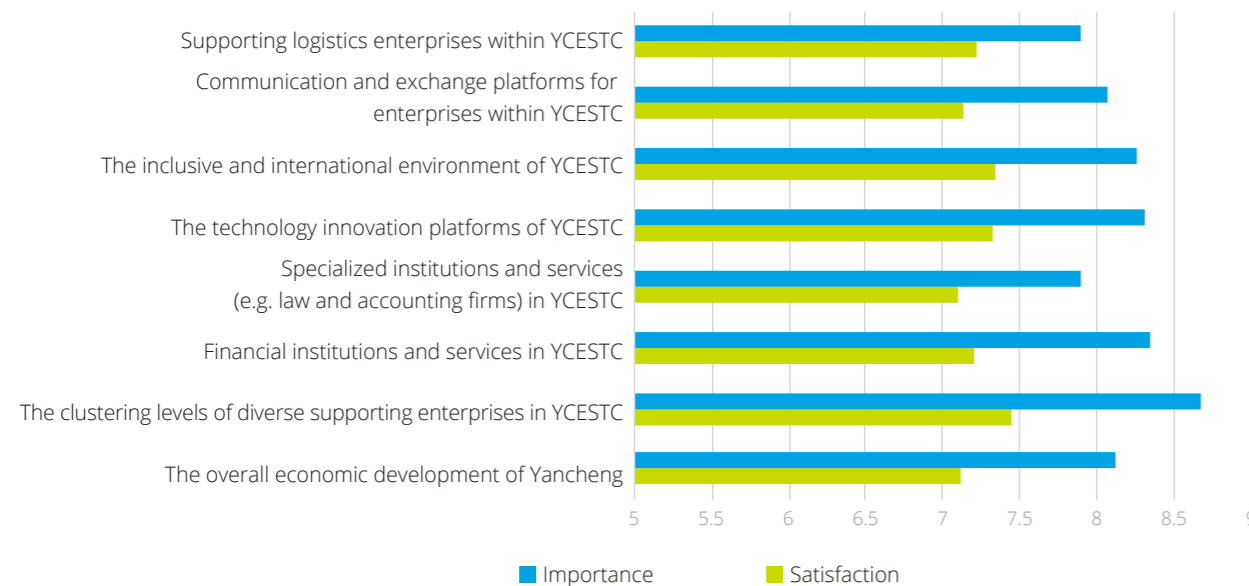 Supporting logistics enterprises within YCESTC
Communication and exchange platforms for
enterprises within YCESTC
The inclusive and international environment of YCESTC
The technology innovation platforms of YCESTC
Specialized institutions and services
(e.g. law and accounting firms) in YCESTC
Financial institutions and services in YCESTC
The clustering levels of diverse supporting enterprises in YCESTC
The overall economic development of Yancheng
5 5.5 6 6.5 7 7.5 8 8.5
Importance Satisfaction